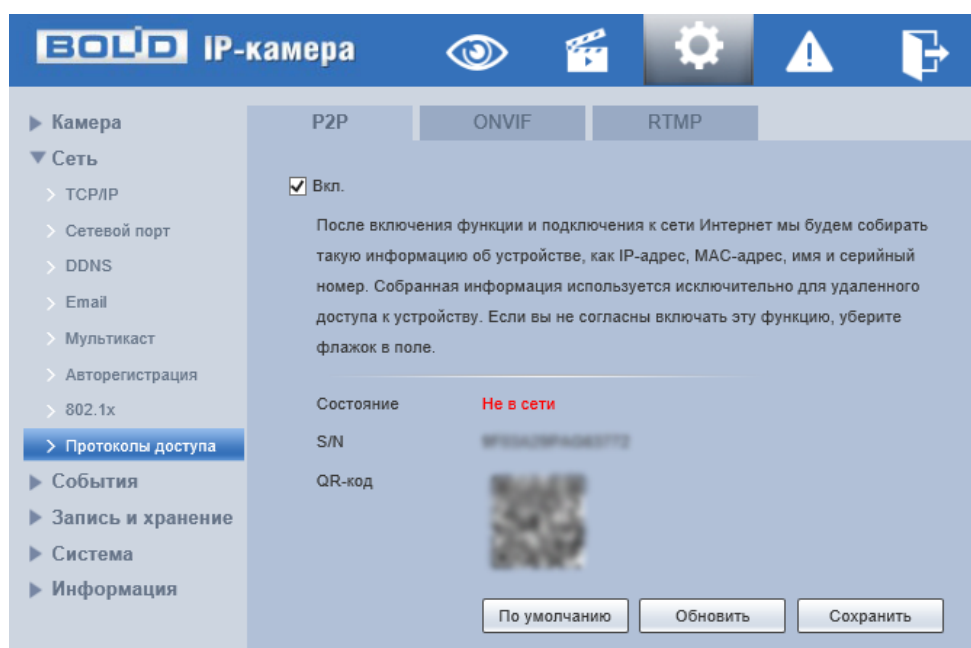 BOLID IP-камера
Камера
Сеть
TCP/IP
Сетевой порт
DDNS
Email
Мультикаст
Авторегистрация
802.1x
Протоколы доступа
События
Запись и хранение
Система
Информация
P2P ONVIF RTMP
Вкл.
После включения функции и подключения к сети Интернет мы будем собирать
такую информацию об устройстве, как IP-адрес, MAC-адрес, имя и серийный
номер. Собранная информация используется исключительно для удаленного
доступа к устройству. Если вы не согласны включать эту функцию, уберите
флажок в поле.
Состояние Не в сети
S/N
QR-код
По умолчанию Обновить Сохранить